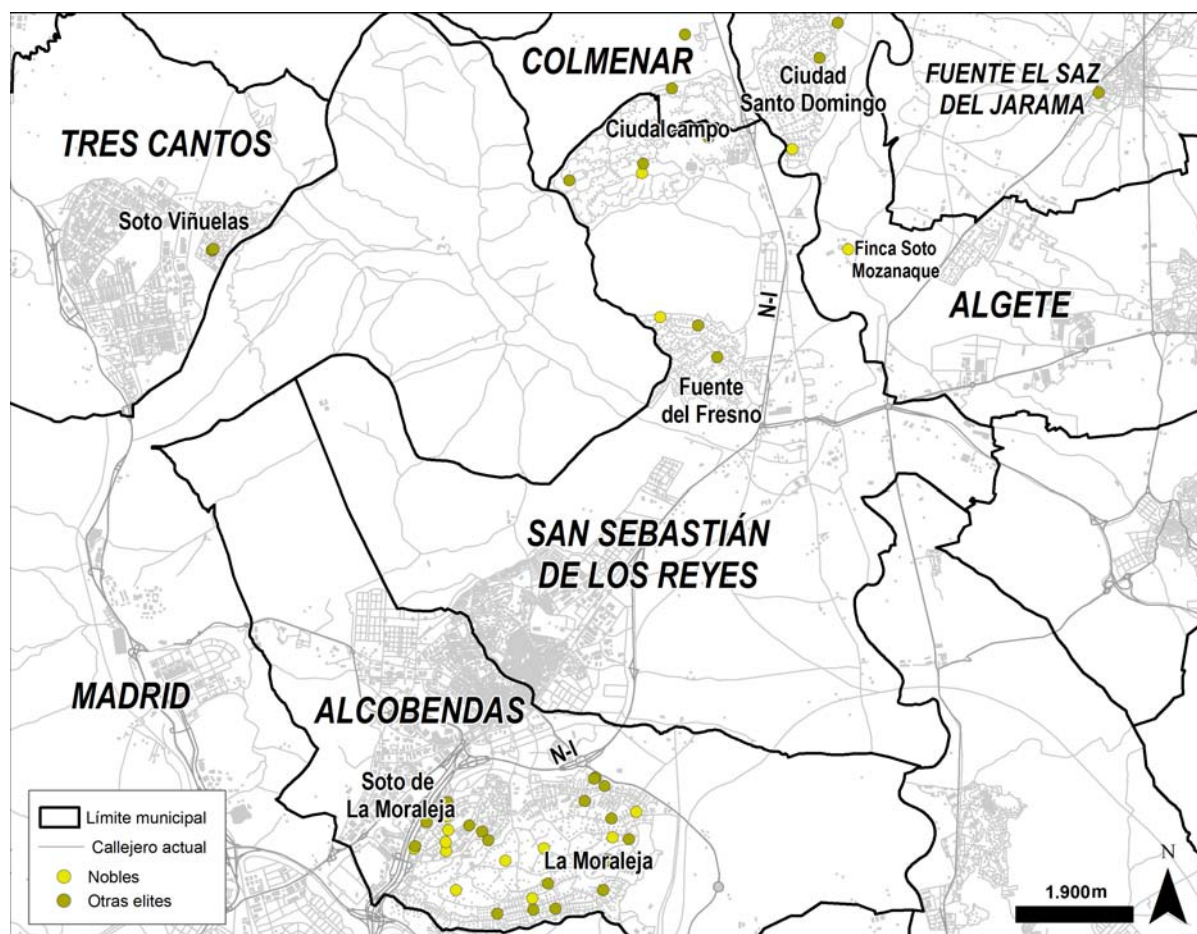 COLMENAR
Ciudad
Santo Domingo
FUENTE EL SAZ
DEL JARAMA
TRES CANTOS
Ciudalcampo
Soto Viñuelas
Finca Soto
Mozanaque
N-I
ALGETE
Fuente
del Fresno
SAN SEBASTIÁN
DE LOS REYES
MADRID
ALCOBENDAS
N-I
Soto de
La Moraleja
La Moraleja
Límite municipal
Callejero actual
Nobles
Otras elites
N
1.900m